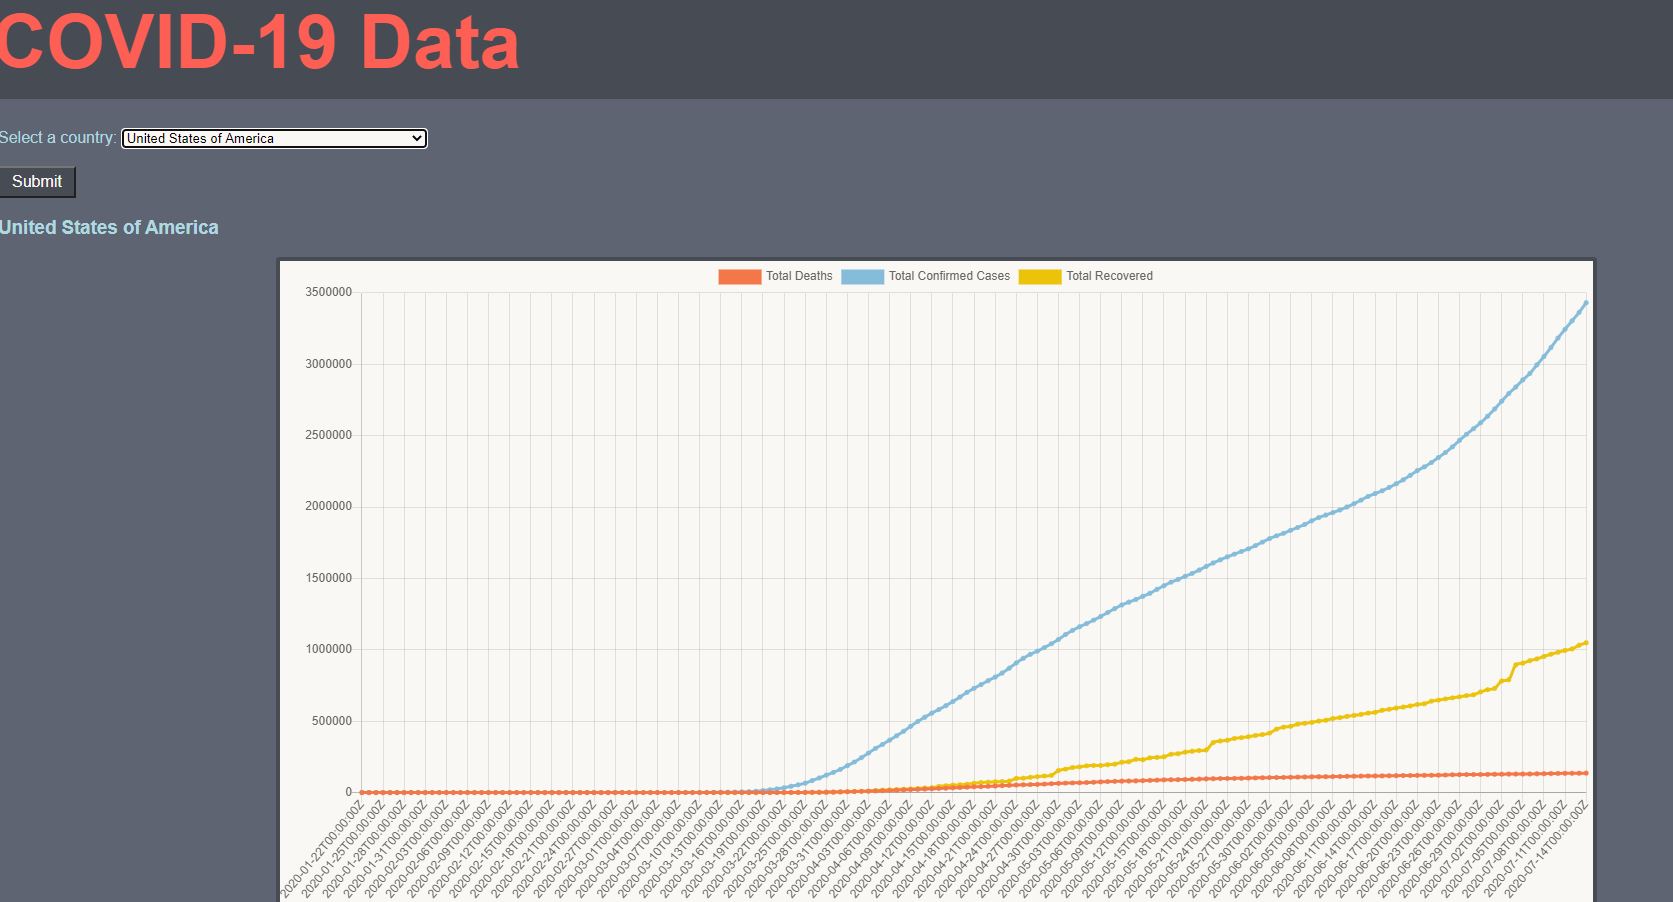 COVID-19 Data
Select a country: United States of America
Submit
United States of America
Total Deaths Total Confirmed Cases Total Recovered
3500000
3000000
2500000
2000000
1500000
1000000
500000
0
2020-01-22T00:00:00Z
2020-01-25T00:00:00Z
2020-01-28T00:00:00Z
2020-01-31T00:00:00Z
2020-02-03T00:00:00Z
2020-02-06T00:00:00Z
2020-02-09T00:00:00Z
2020-02-12T00:00:00Z
2020-02-15T00:00:00Z
2020-02-18T00:00:00Z
2020-02-21T00:00:00Z
2020-02-24T00:00:00Z
2020-02-27T00:00:00Z
2020-03-01T00:00:00Z
2020-03-04T00:00:00Z
2020-03-07T00:00:00Z
2020-03-10T00:00:00Z
2020-03-13T00:00:00Z
2020-03-16T00:00:00Z
2020-03-19T00:00:00Z
2020-03-22T00:00:00Z
2020-03-25T00:00:00Z
2020-03-28T00:00:00Z
2020-03-31T00:00:00Z
2020-04-03T00:00:00Z
2020-04-06T00:00:00Z
2020-04-09T00:00:00Z
2020-04-12T00:00:00Z
2020-04-15T00:00:00Z
2020-04-18T00:00:00Z
2020-04-21T00:00:00Z
2020-04-24T00:00:00Z
2020-04-27T00:00:00Z
2020-04-30T00:00:00Z
2020-05-03T00:00:00Z
2020-05-06T00:00:00Z
2020-05-09T00:00:00Z
2020-05-12T00:00:00Z
2020-05-15T00:00:00Z
2020-05-18T00:00:00Z
2020-05-21T00:00:00Z
2020-05-24T00:00:00Z
2020-05-27T00:00:00Z
2020-05-30T00:00:00Z
2020-06-02T00:00:00Z
2020-06-05T00:00:00Z
2020-06-08T00:00:00Z
2020-06-11T00:00:00Z
2020-06-14T00:00:00Z
2020-06-17T00:00:00Z
2020-06-20T00:00:00Z
2020-06-23T00:00:00Z
2020-06-26T00:00:00Z
2020-06-29T00:00:00Z
2020-07-02T00:00:00Z
2020-07-05T00:00:00Z
2020-07-08T00:00:00Z
2020-07-11T00:00:00Z
2020-07-14T00:00:00Z